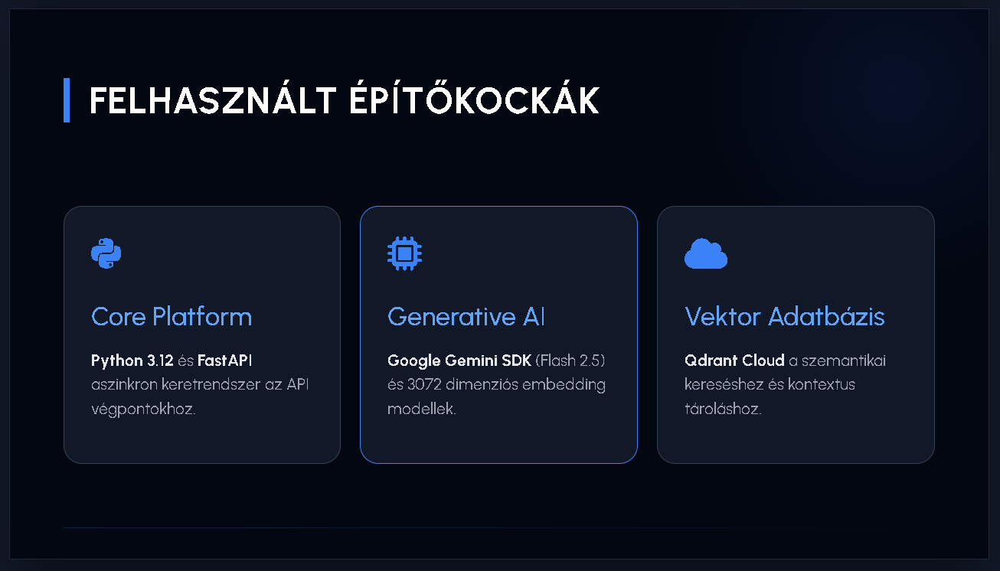 FELHASZNÁLT ÉPÍTŐKOCKÁK
Core Platform
Python 3.12 és FastAPI
aszinkron keretrendszer az API
végpontokhoz.
Generative AI
Google Gemini SDK (Flash 2.5)
és 3072 dimenziós embedding
modellek.
Vektor Adatbázis
Qdrant Cloud a szemantikai
kereséshez és kontextus
tároláshoz.